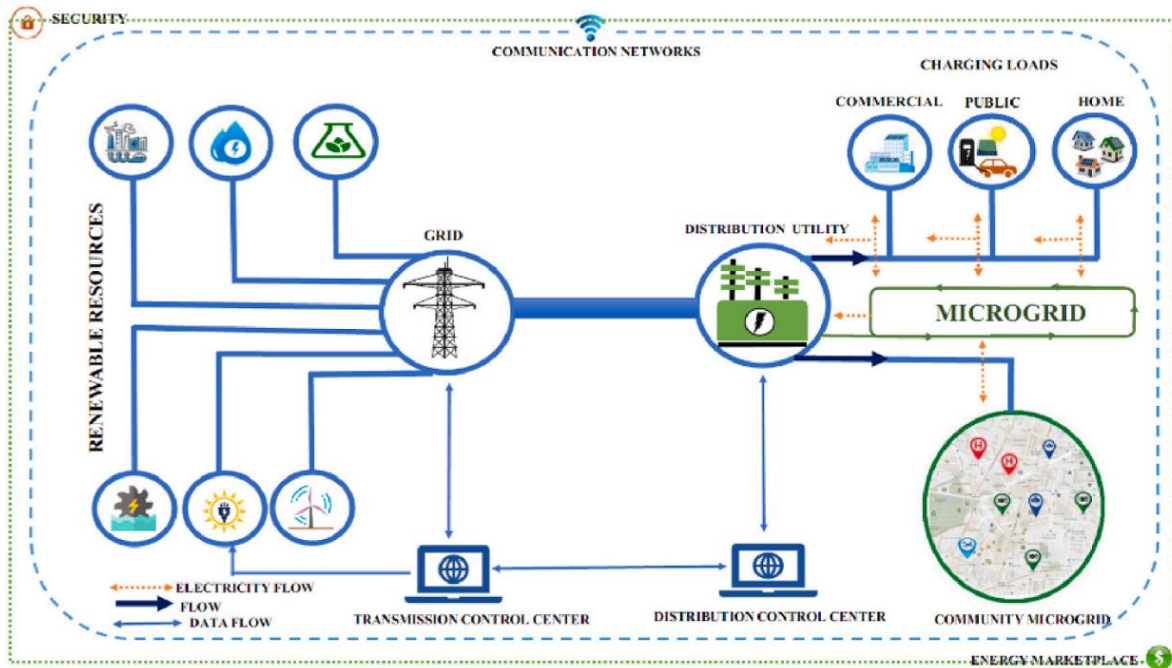 SECURITY
COMMUNICATION NETWORKS
CHARGING LOADS
COMMERCIAL
PUBLIC
HOME
RENEWABLE RESOURCES
GRID
DISTRIBUTION UTILITY
MICROGRID
ELECTRICITY FLOW
FLOW
DATA FLOW
TRANSMISSION CONTROL CENTER
DISTRIBUTION CONTROL CENTER
COMMUNITY MICROGRID
ENERGY MARKETPLACE
H
H
$